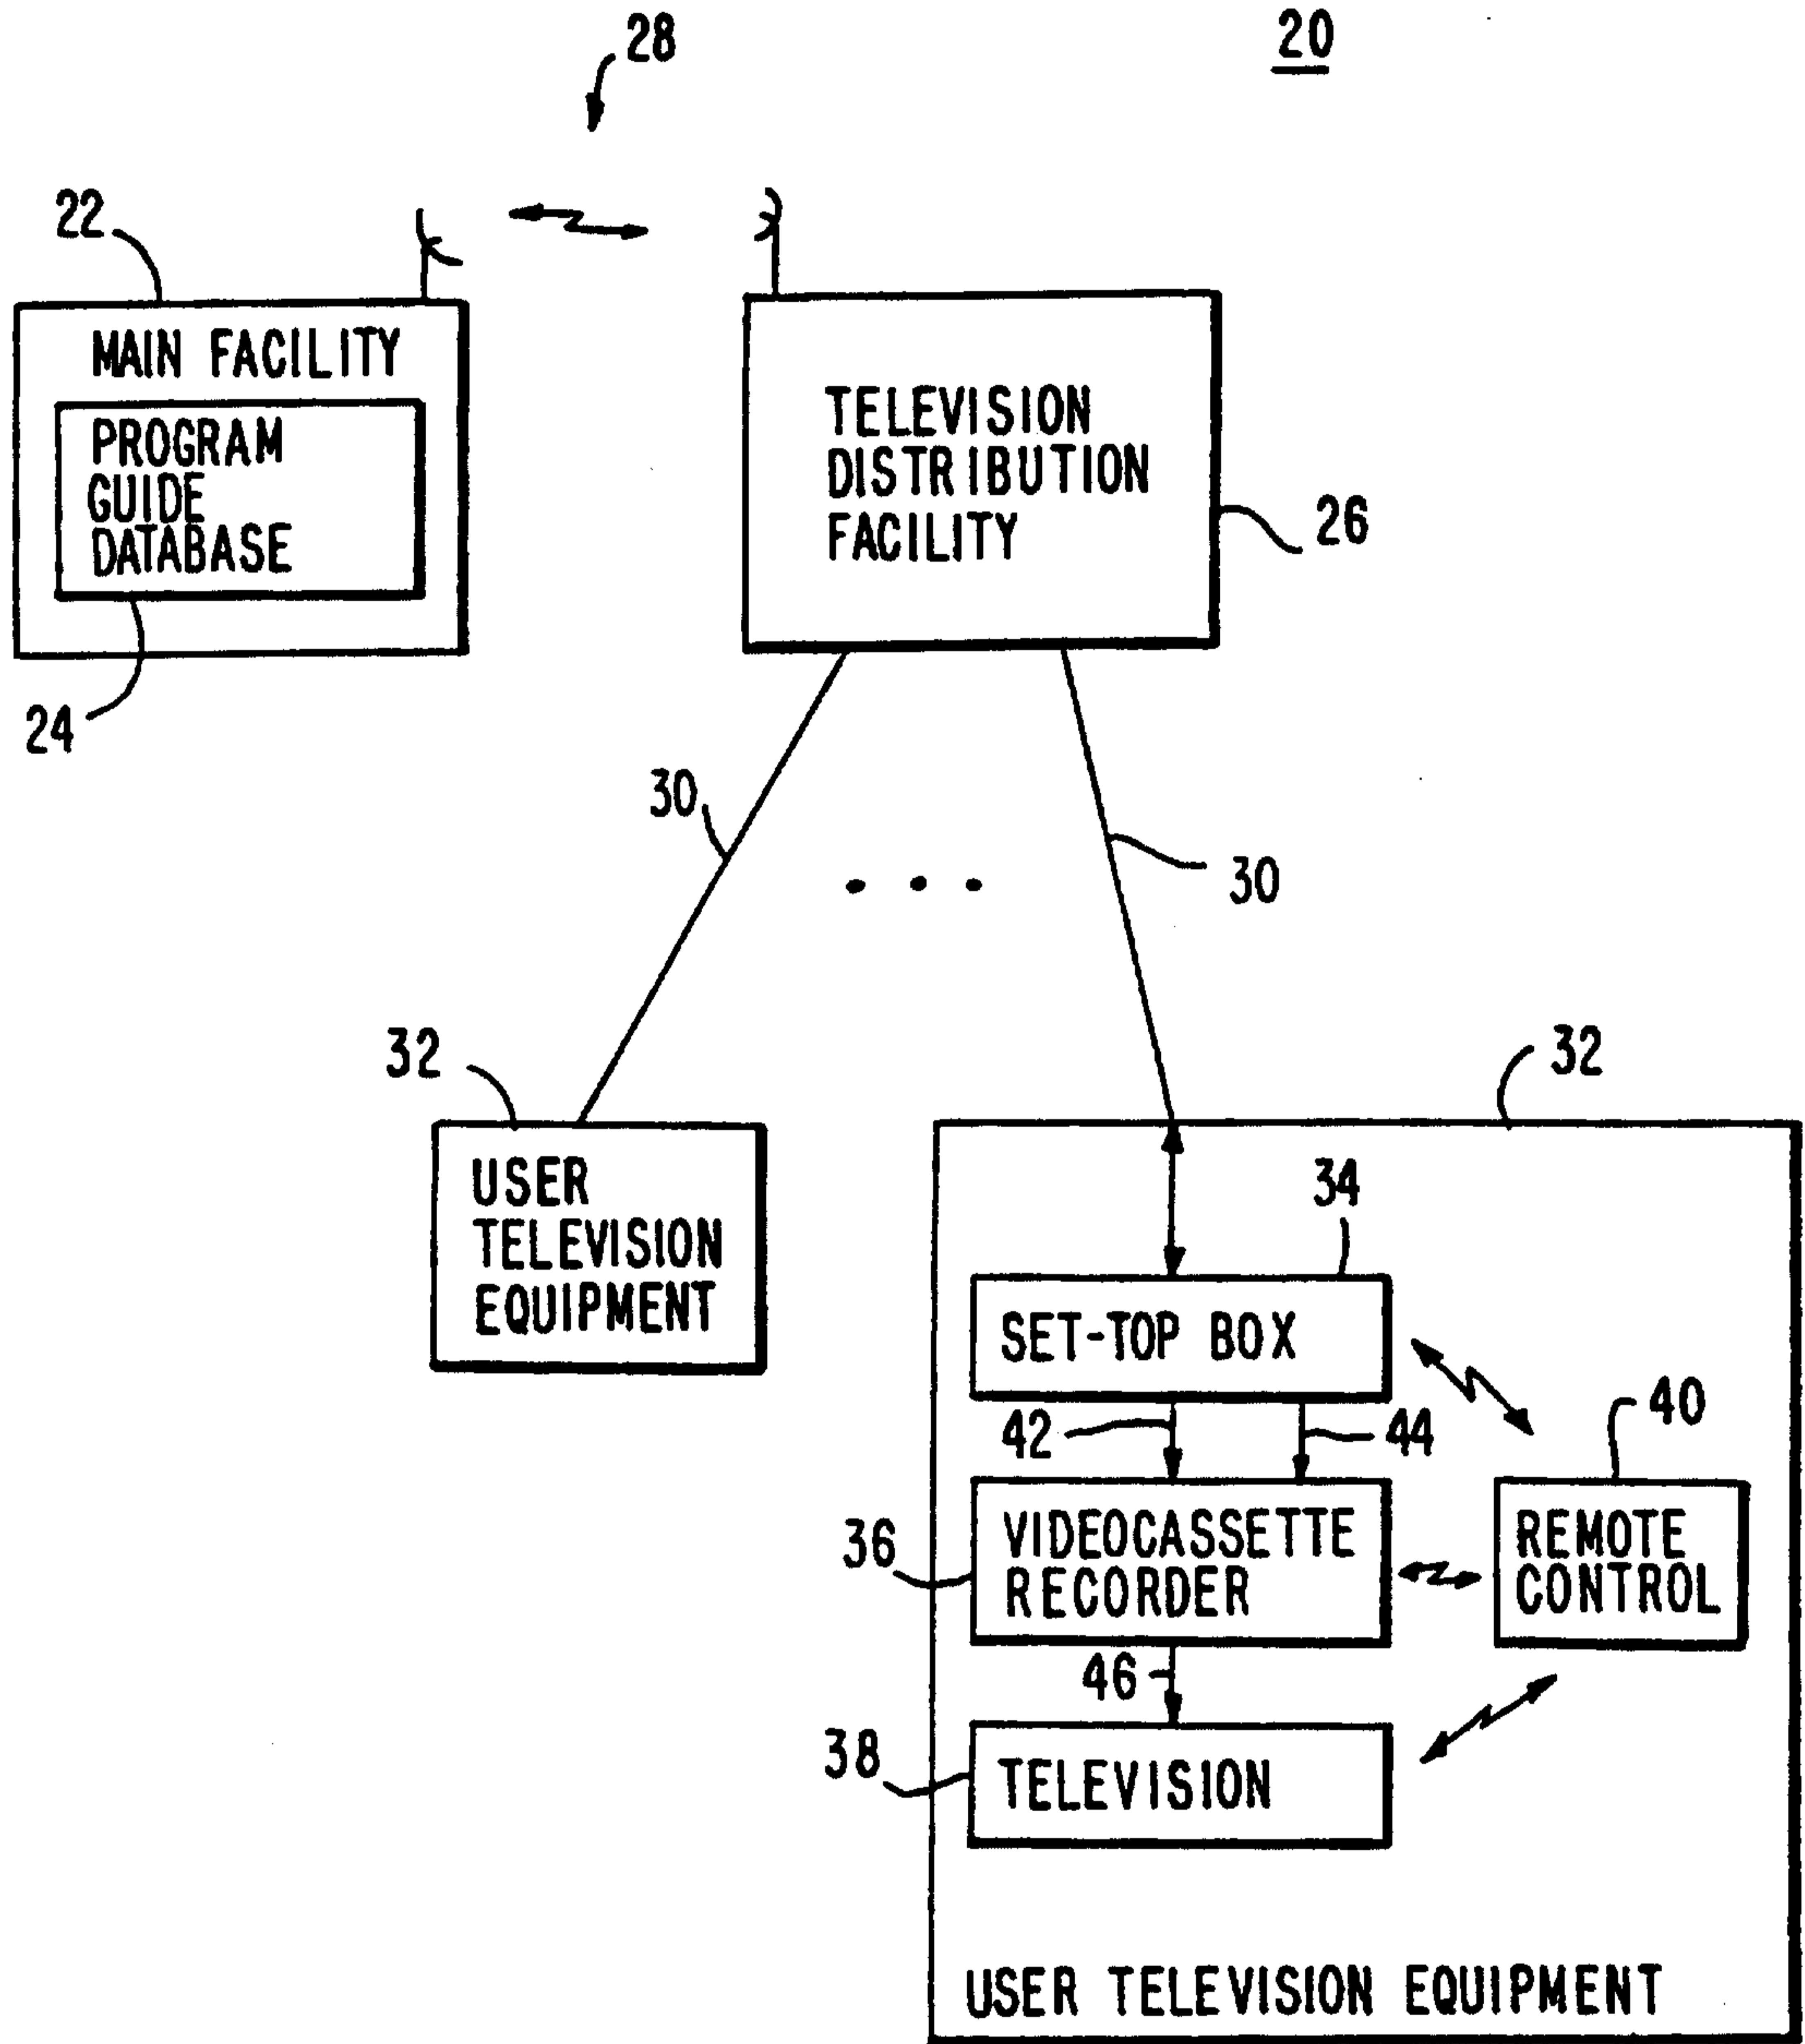 28
20
22
MAIN FACILITY
PROGRAM
GUIDE
DATABASE
24
TELEVISION
DISTRIBUTION
FACILITY
26
30
30
32
USER
TELEVISION
EQUIPMENT
32
34
SET-TOP BOX
42
44
40
36
VIDEOCASSETTE
RECORDER
REMOTE
CONTROL
46
38
TELEVISION
USER TELEVISION EQUIPMENT